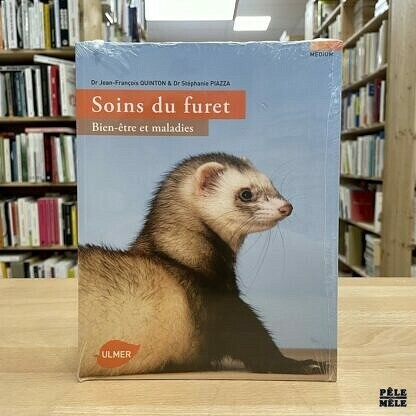 MEDIUM
Dr Jean-François QUINTON & Dr Stéphanie PIAZZA
Soins du furet
Bien-être et maladies
ULMER
PÊLE
MÊLE